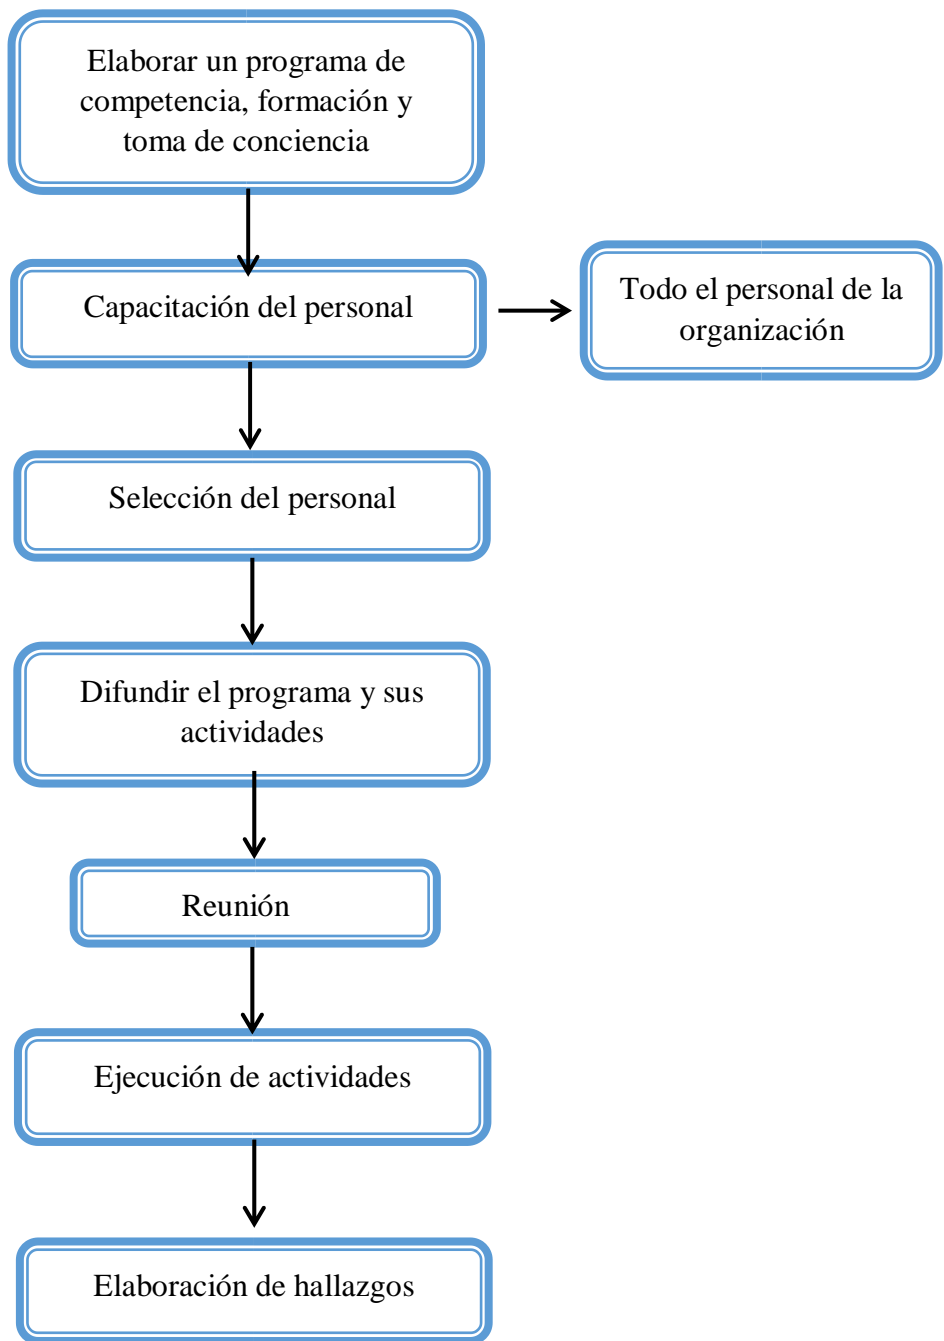 Elaborar un programa de
competencia, formación y
toma de conciencia
Capacitación del personal
Todo el personal de la
organización
Selección del personal
Difundir el programa y sus
actividades
Reunión
Ejecución de actividades
Elaboración de hallazgos